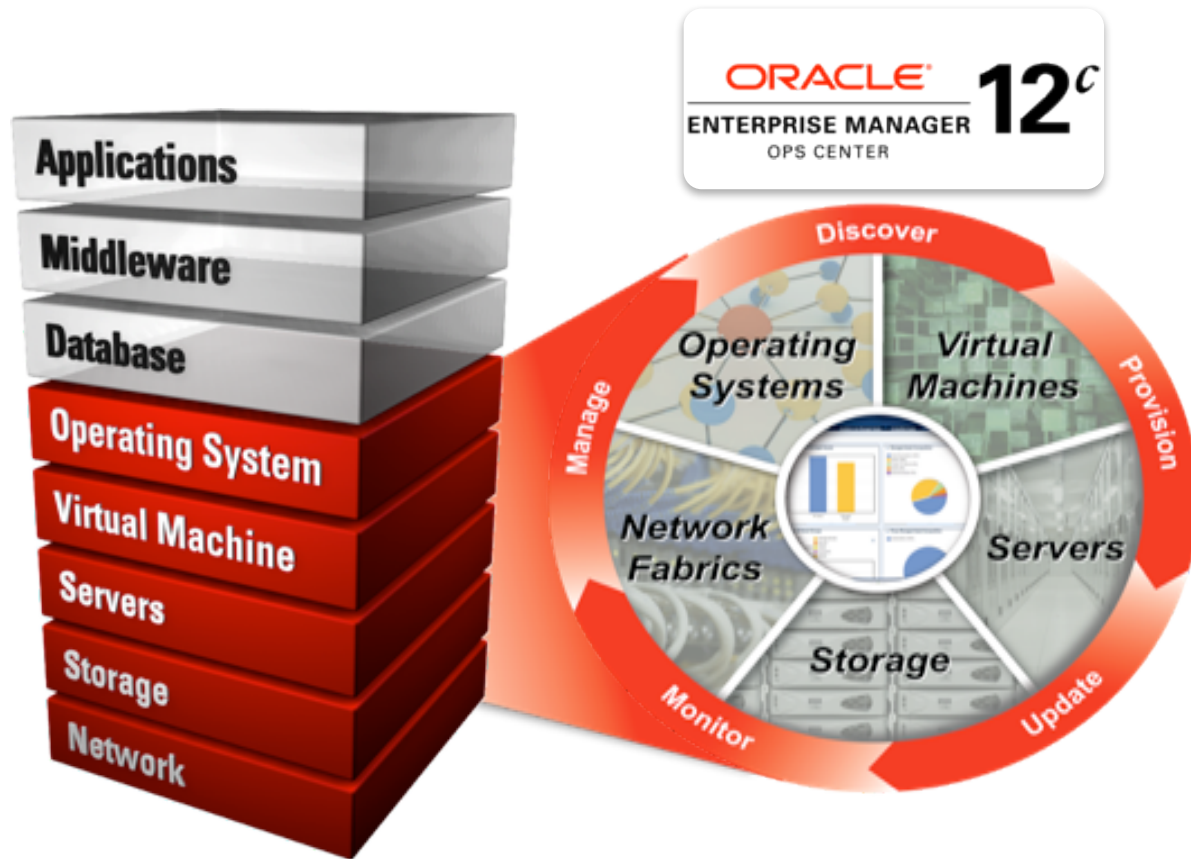 ORACLE®
ENTERPRISE MANAGER 12c
OPS CENTER
Applications
Middleware
Database
Operating System
Virtual Machine
Servers
Storage
Network
Discover
Provision
Update
Monitor
Manage
Operating
Systems
Virtual
Machines
Servers
Storage
Network
Fabrics